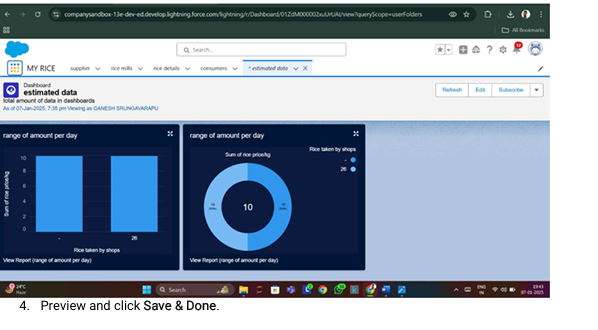 companysandbox-13e-dev-ed.develop.lightning.force.com/lightning/r/Dashboard/01ZdM000002xuUrUAI/view?queryScope=userFolders
All Bookmarks
Search...
MY RICE supplier rice mills rice details consumers * estimated data
Dashboard
estimated data
total amount of data in dashboards
As of 07-Jan-2025, 7:35 pm·Viewing as GANESH SRUNGAVARAPU
Refresh Edit Subscribe
range of amount per day
Sum of rice price/kg
10
8
6
4
2
0
- 26
Rice taken by shops
View Report (range of amount per day)
range of amount per day
Sum of rice price/kg
Rice taken by shops
-
26
10
View Report (range of amount per day)
24°C
Haze
Search
ENG
IN
19:41
07-01-2025
4. Preview and click Save & Done.